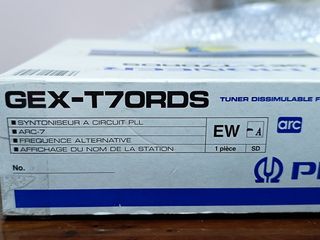 GEX-T70RDS
TUNER DISSIMULABLE
SYNTONISEUR A CIRCUIT PLL
ARC-7
FREQUENCE ALTERNATIVE
AFFICHAGE DU NOM DE LA STATION
EW
A
1 pièce
SD
arc
No.